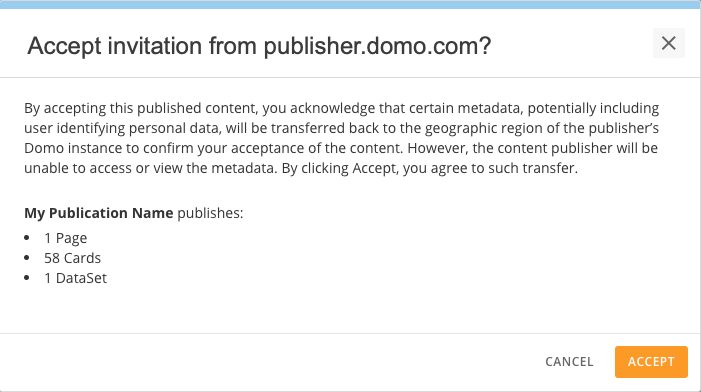 Accept invitation from publisher.domo.com?
By accepting this published content, you acknowledge that certain metadata, potentially including
user identifying personal data, will be transferred back to the geographic region of the publisher's
Domo instance to confirm your acceptance of the content. However, the content publisher will be
unable to access or view the metadata. By clicking Accept, you agree to such transfer.
My Publication Name publishes:
• 1 Page
• 58 Cards
• 1 DataSet
CANCEL ACCEPT